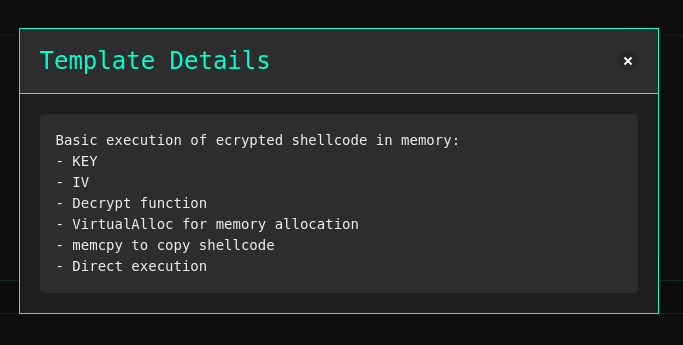 Template Details
×
Basic execution of ecrypted shellcode in memory:
- KEY
- IV
- Decrypt function
- VirtualAlloc for memory allocation
- memcpy to copy shellcode
- Direct execution